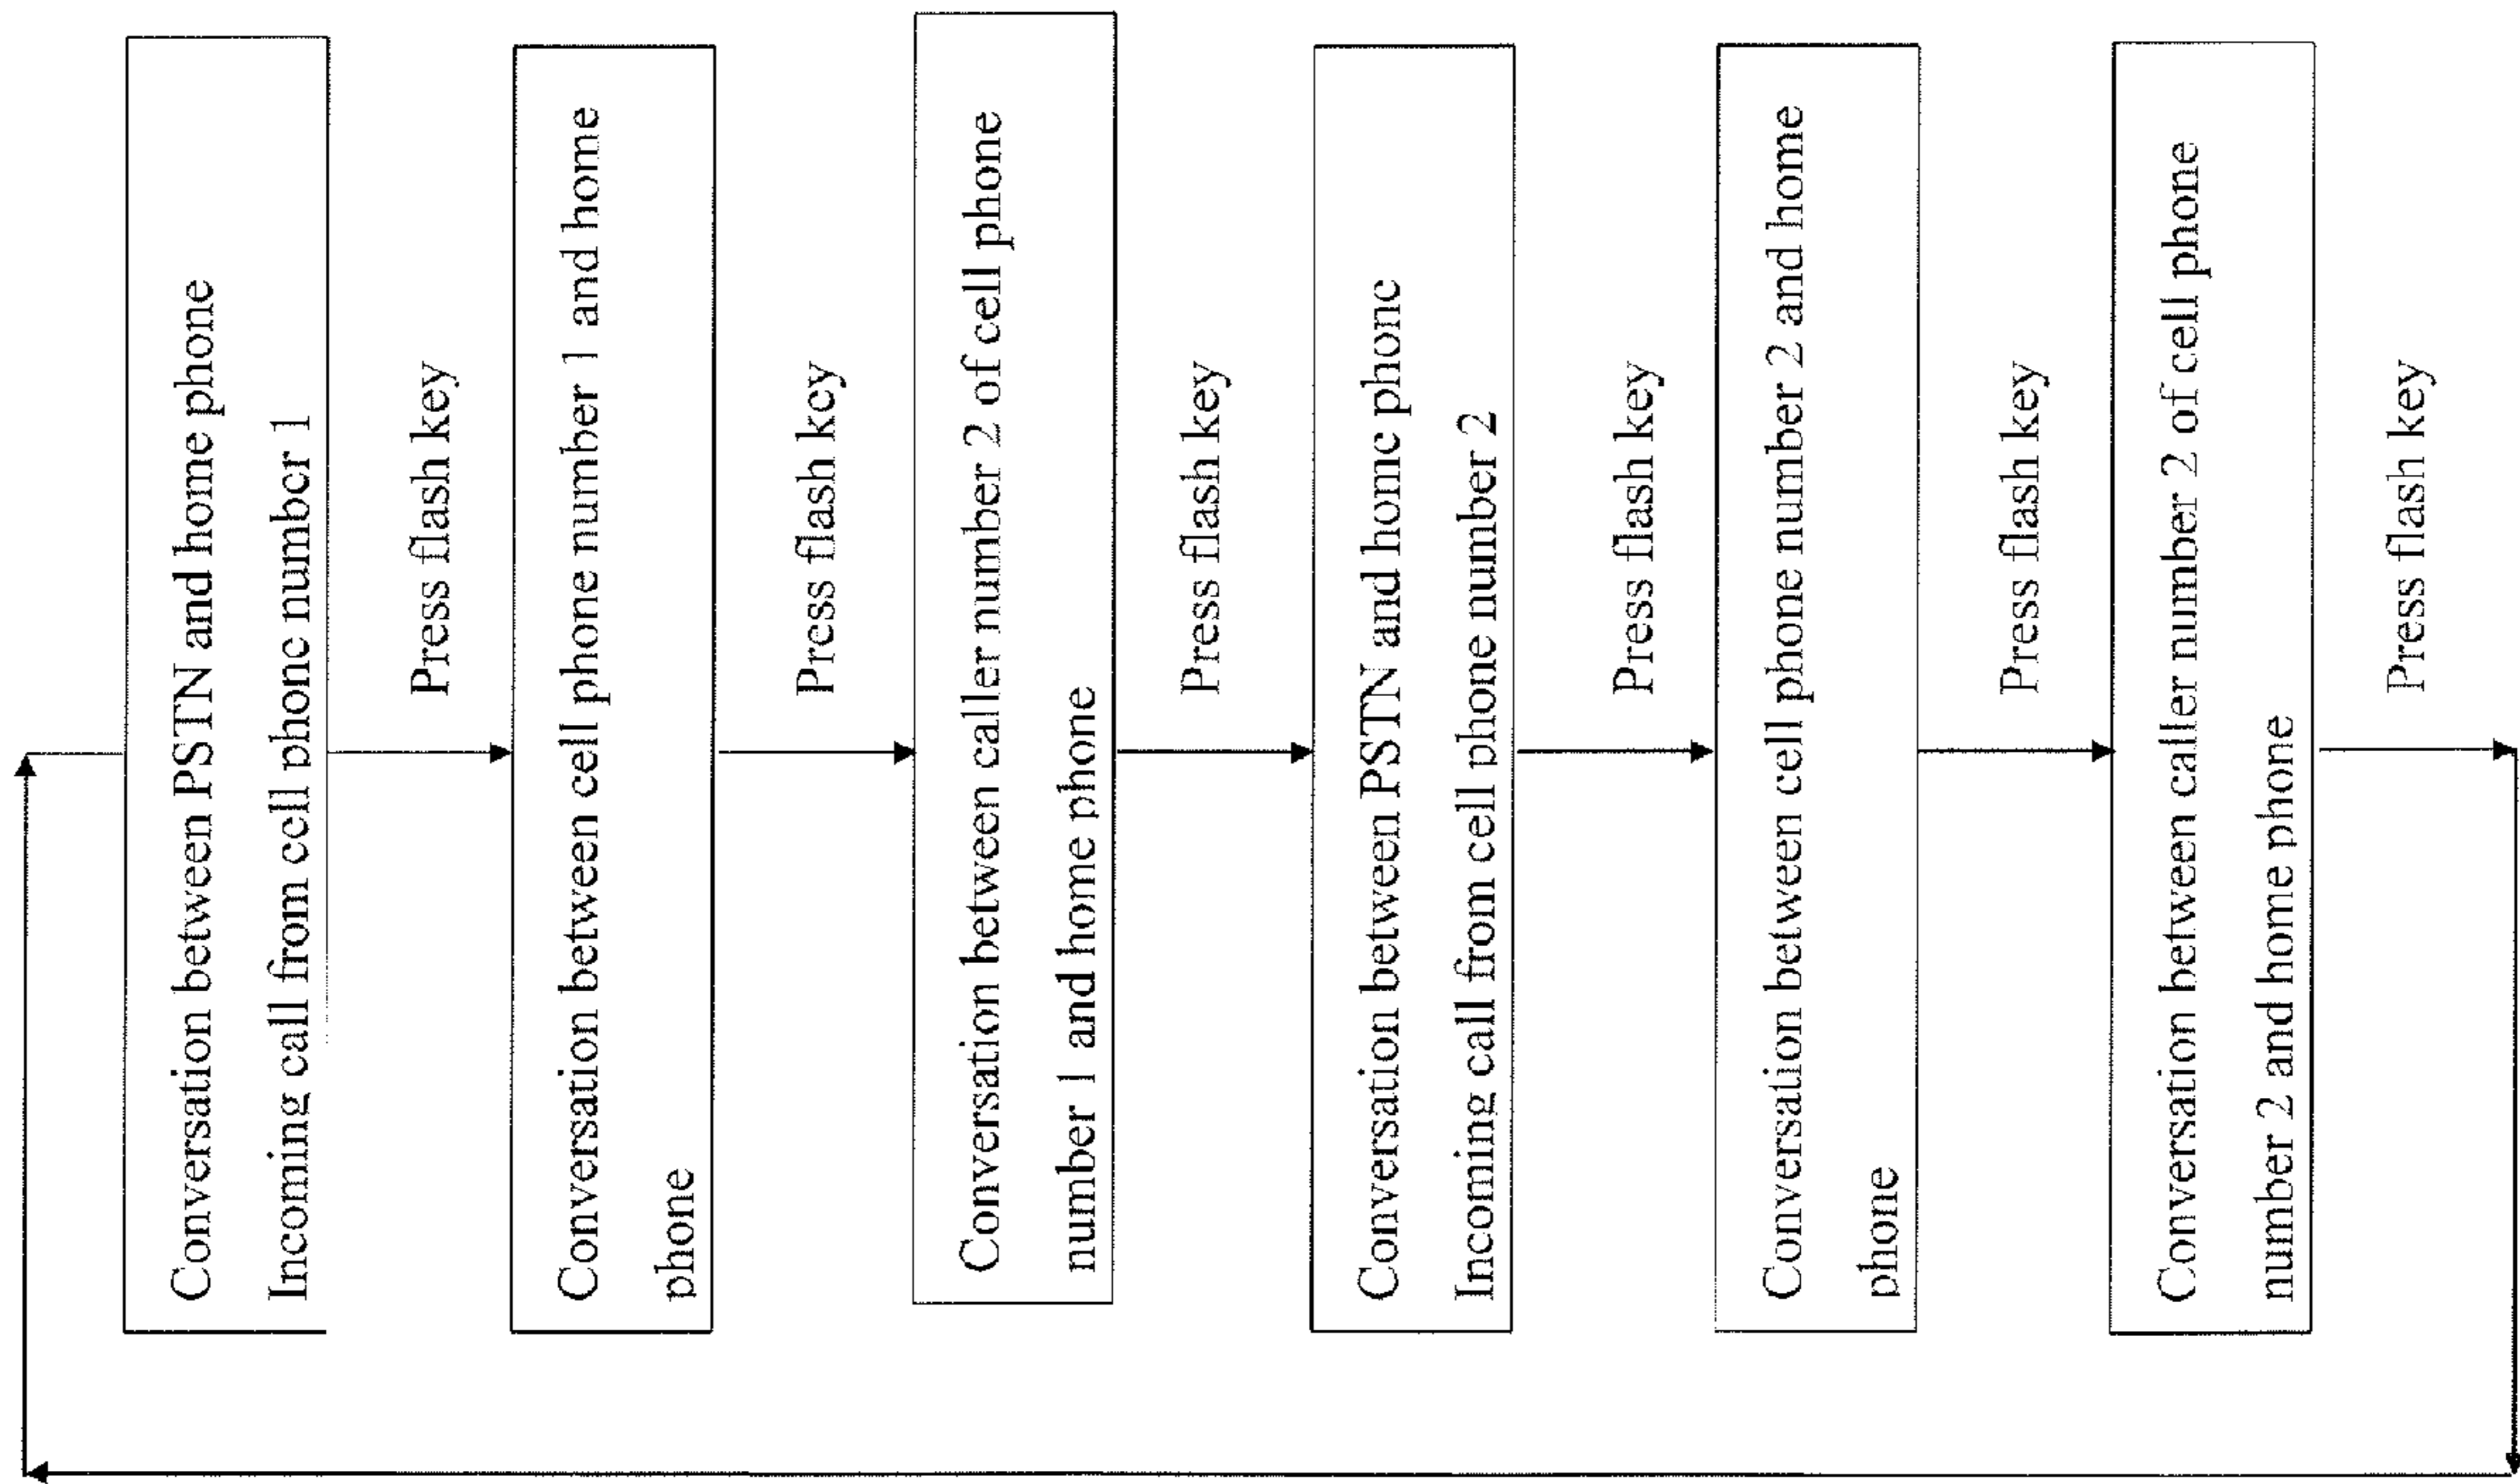 Conversation between PSTN and home phone
Incoming call from cell phone number 1
Press flash key
Conversation between cell phone number 1 and home
phone
Press flash key
Conversation between caller number 2 of cell phone
number 1 and home phone
Press flash key
Conversation between PSTN and home phone
Incoming call from cell phone number 2
Press flash key
Conversation between cell phone number 2 and home
phone
Press flash key
Conversation between caller number 2 of cell phone
number 2 and home phone
Press flash key